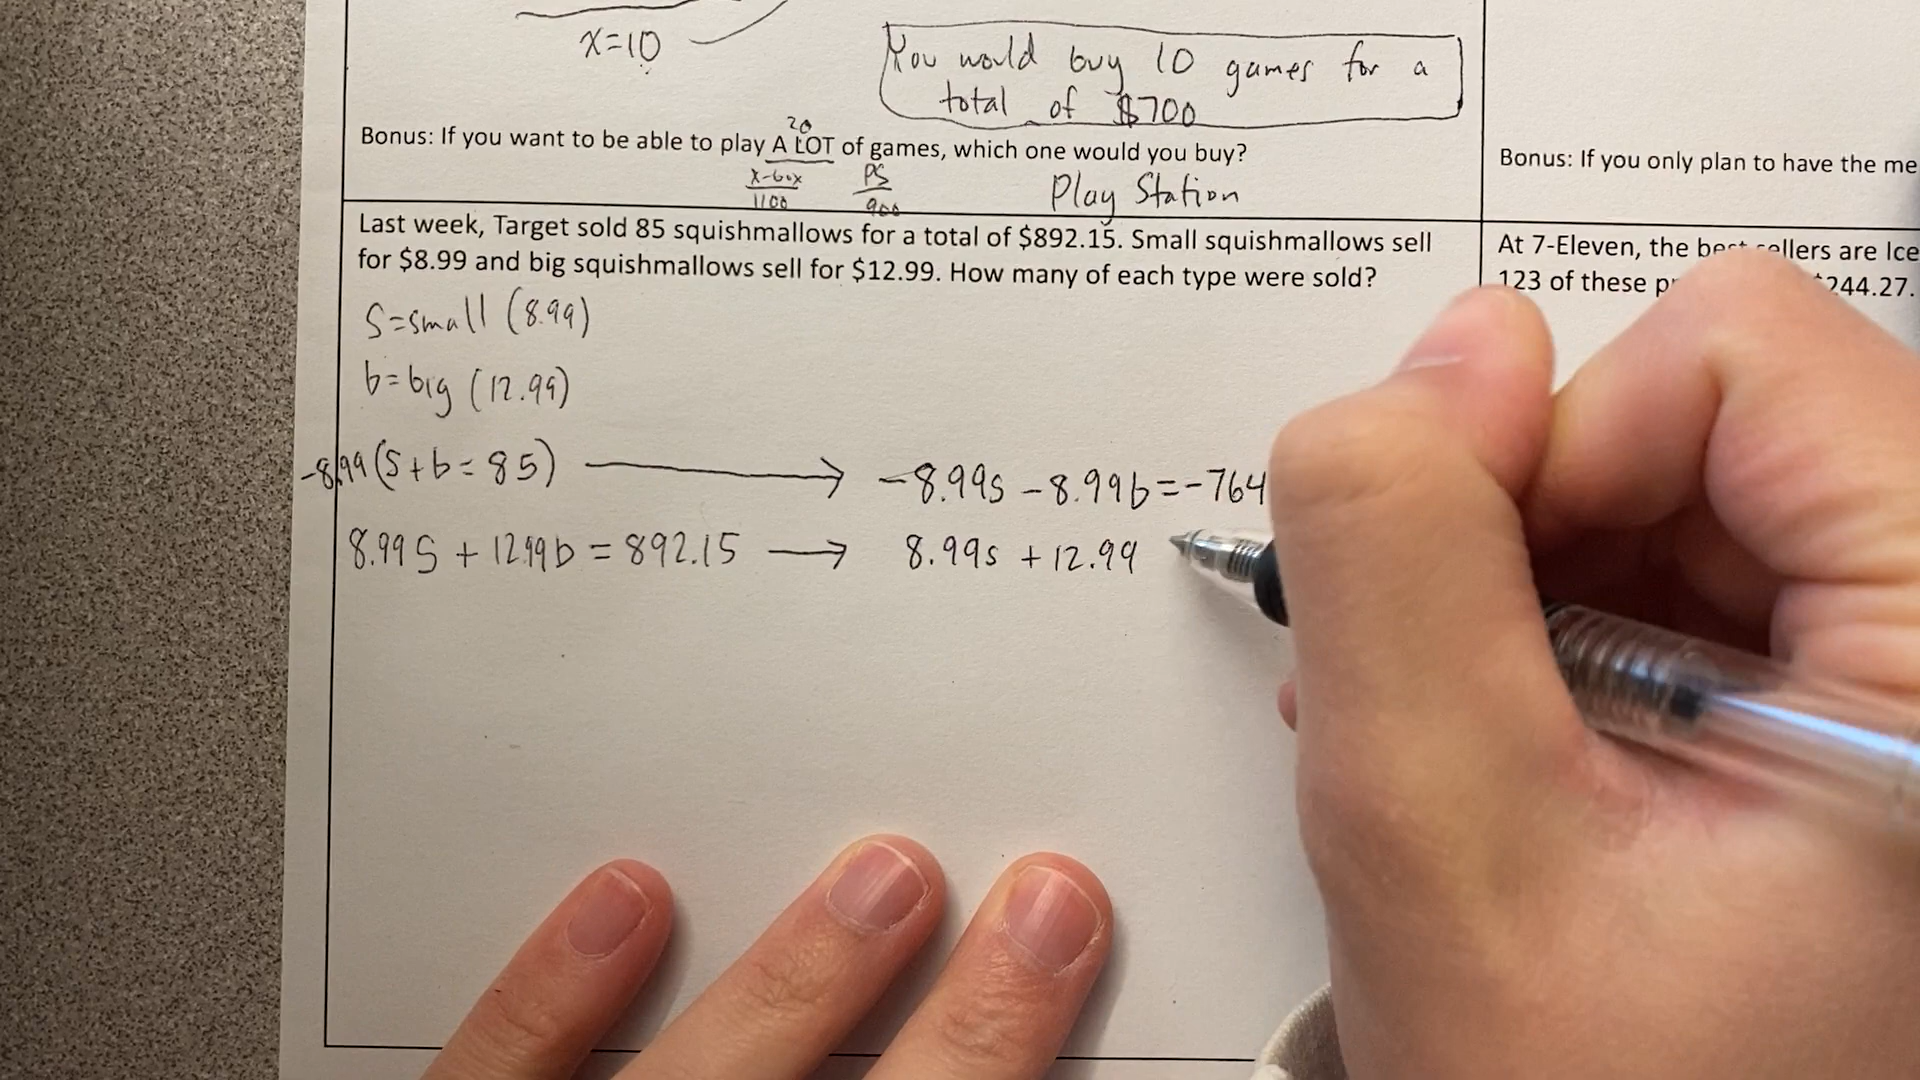 x=10
You would buy 10 games for a
total of $700
20
Bonus: If you want to be able to play A LOT of games, which one would you buy?
X-box PS
1100 900
Play Station
Bonus: If you only plan to have the me
Last week, Target sold 85 squishmallows for a total of $892.15. Small squishmallows sell
for $8.99 and big squishmallows sell for $12.99. How many of each type were sold?
At 7-Eleven, the best sellers are Ice
123 of these 244.27.
S=small (8.99)
b=big (12.99)
-8.99(S+b=85) → -8.99s -8.99b=-764
8.99S + 12.99b = 892.15 → 8.99s +12.99